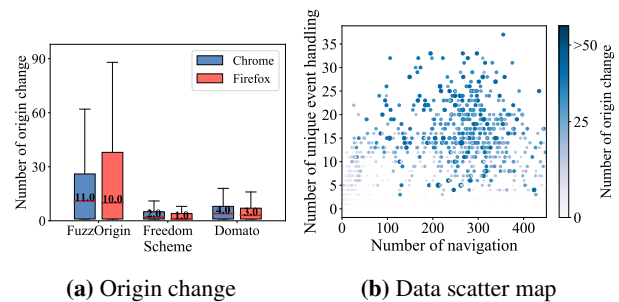 Number of origin change
90
60
30
0
Chrome
Firefox
11.0
10.0
2.0
1.0
4.0
3.0
FuzzOrigin Freedom Domato
Scheme
(a) Origin change
Number of unique event handling
35
30
25
20
15
10
5
0
0 100 200 300 400
Number of navigation
>50
25
0
Number of origin change
(b) Data scatter map